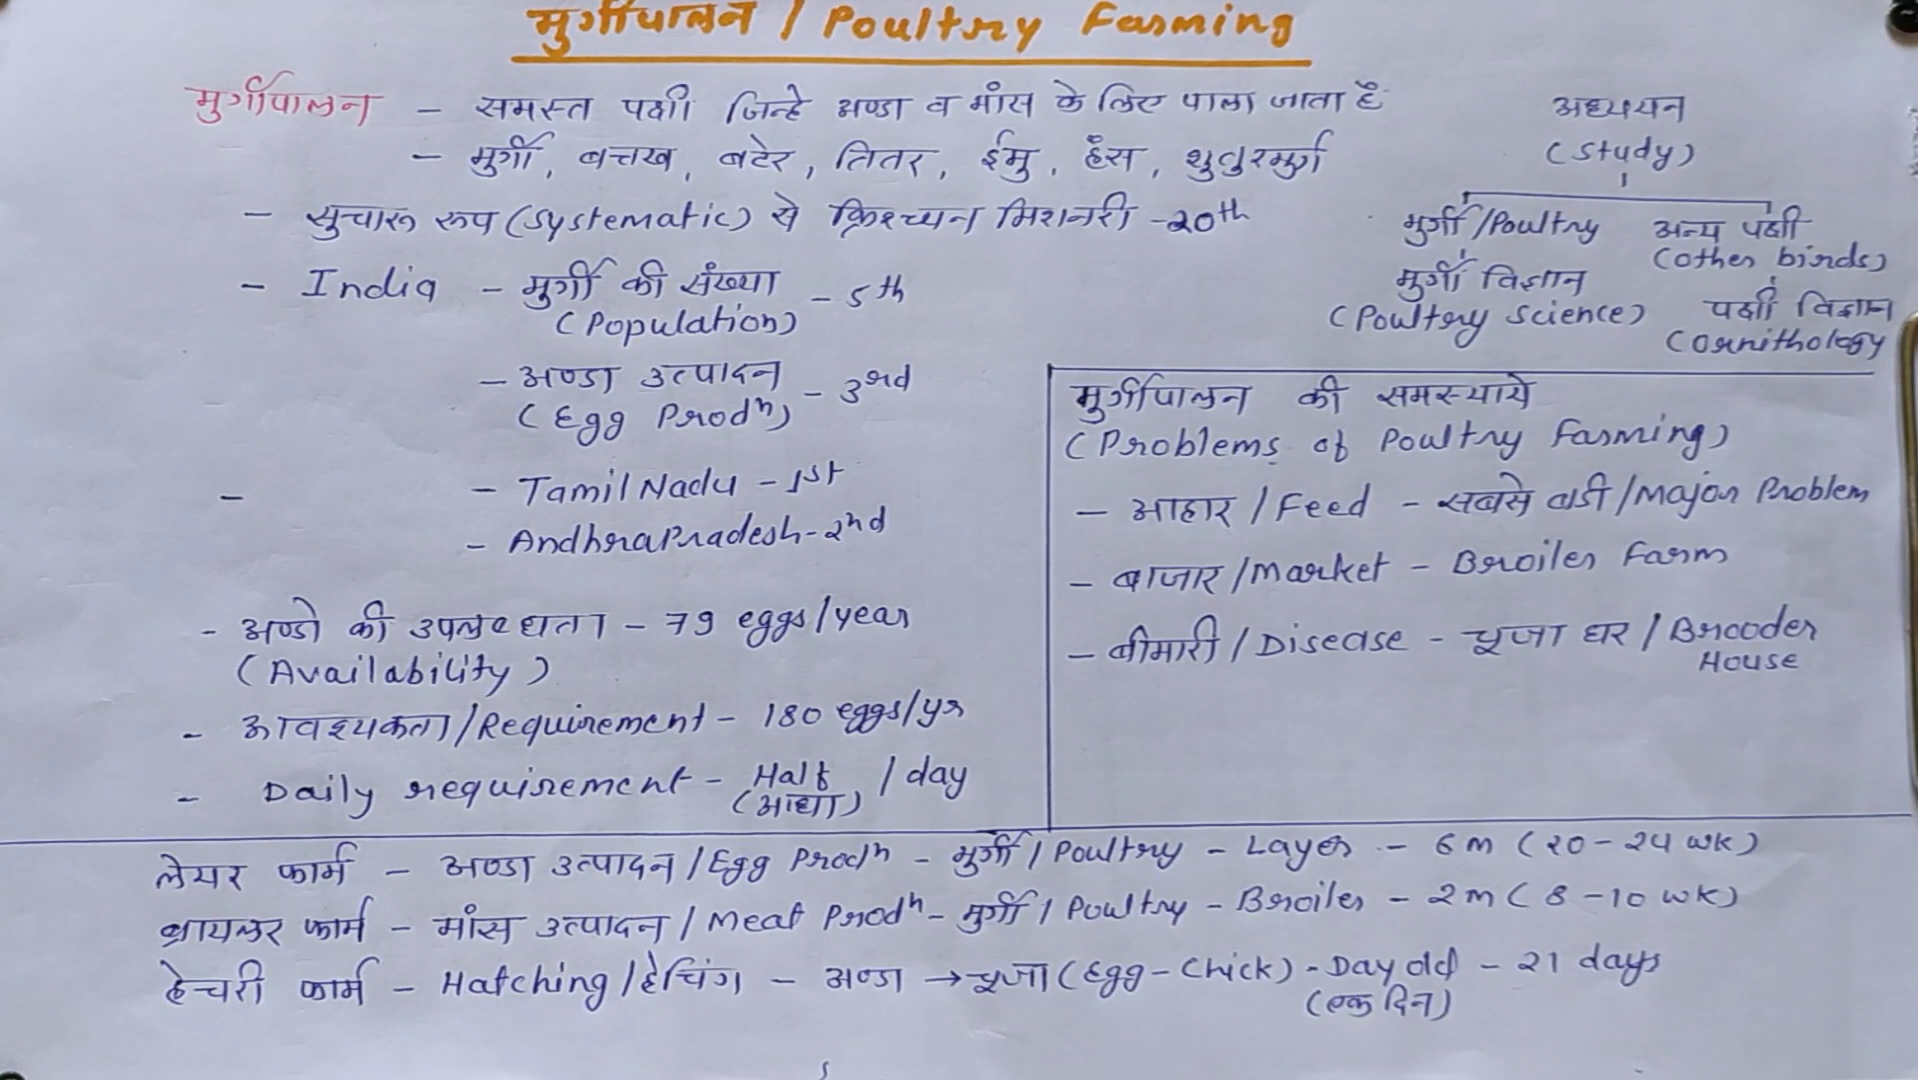 मुर्गीपालन / Poultry Farming
मुर्गीपालन - समस्त पक्षी जिन्हे अण्डा व मांस के लिए पाला जाता है
- मुर्गी, बत्तख, बटेर, तितर, ईमु, हँस, शुतुरमुर्ग
- सुचारू रूप (systematic) से क्रिश्च्यन मिशनरी - 20th
- India - मुर्गी की संख्या - 5th
(Population)
- अण्डा उत्पादन - 3rd
(Egg Prodn)
- Tamil Nadu - 1st
- Andhra Pradesh - 2nd
- अण्डो की उपलब्धता - 79 eggs/year
(Availability)
- आवश्यकता/Requirement - 180 eggs/yr
- Daily requirement - Half / day
(आधा)
अध्ययन
(study)
मुर्गी/Poultry अन्य पक्षी
(other birds)
मुर्गी विज्ञान
(Poultry science) पक्षी विज्ञान
(ornithology)
मुर्गीपालन की समस्याये
(Problems of Poultry farming)
- आहार / Feed - सबसे बडी/Major Problem
- बाजार/market - Broiler farm
- बीमारी/Disease - चूजा घर / Brooder
House
लेयर फार्म - अण्डा उत्पादन/Egg Prodn - मुर्गी/Poultry - Layer - 6 m (20-24 wk)
ब्रायलर फार्म - मांस उत्पादन/Meat Prodn - मुर्गी/Poultry - Broiler - 2 m (8-10 wk)
हेचरी फार्म - Hatching/हेचिंग - अण्डा → चूजा (Egg-Chick) - Day old - 21 days
(एक दिन)